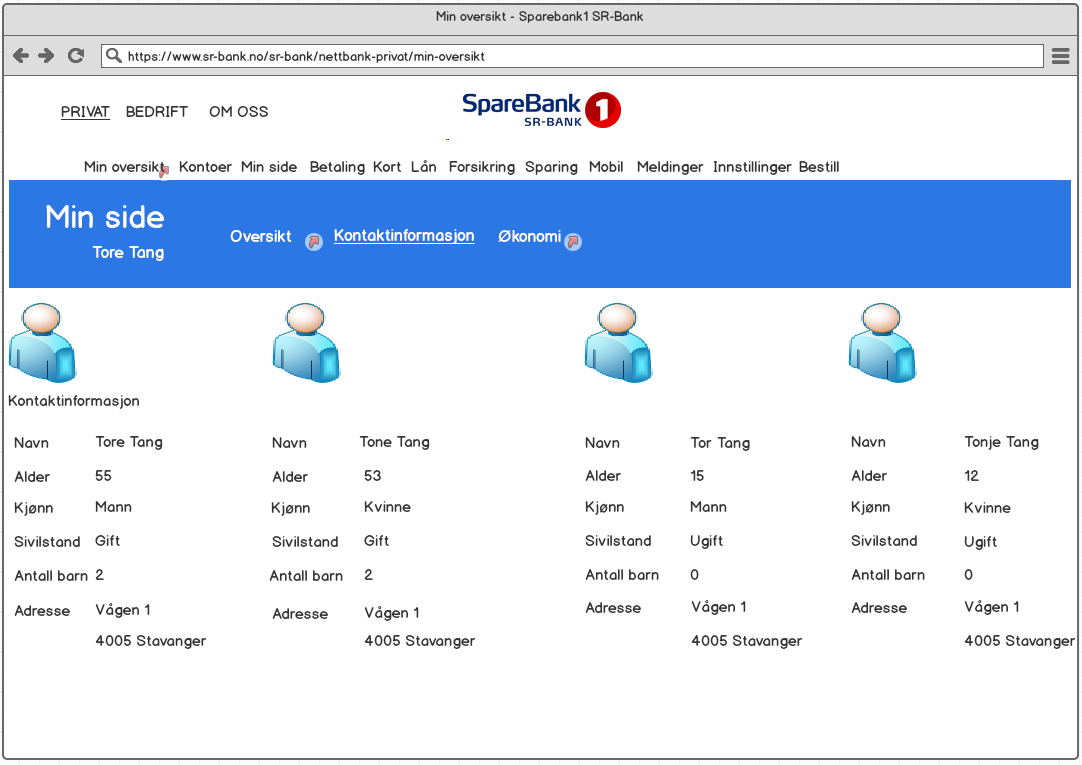 Min oversikt - Sparebank1 SR-Bank
https://www.sr-bank.no/sr-bank/nettbank-privat/min-oversikt
PRIVAT BEDRIFT OM OSS
SpareBank 1
SR-BANK
Min oversikt Kontoer Min side Betaling Kort Lån Forsikring Sparing Mobil Meldinger Innstillinger Bestill
Min side
Oversikt Kontaktinformasjon Økonomi
Tore Tang
Kontaktinformasjon
Navn Tore Tang Navn Tone Tang Navn Tor Tang Navn Tonje Tang
Alder 55 Alder 53 Alder 15 Alder 12
Kjønn Mann Kjønn Kvinne Kjønn Mann Kjønn Kvinne
Sivilstand Gift Sivilstand Gift Sivilstand Ugift Sivilstand Ugift
Antall barn 2 Antall barn 2 Antall barn 0 Antall barn 0
Adresse Vågen 1 Adresse Vågen 1 Adresse Vågen 1 Adresse Vågen 1
4005 Stavanger 4005 Stavanger 4005 Stavanger 4005 Stavanger